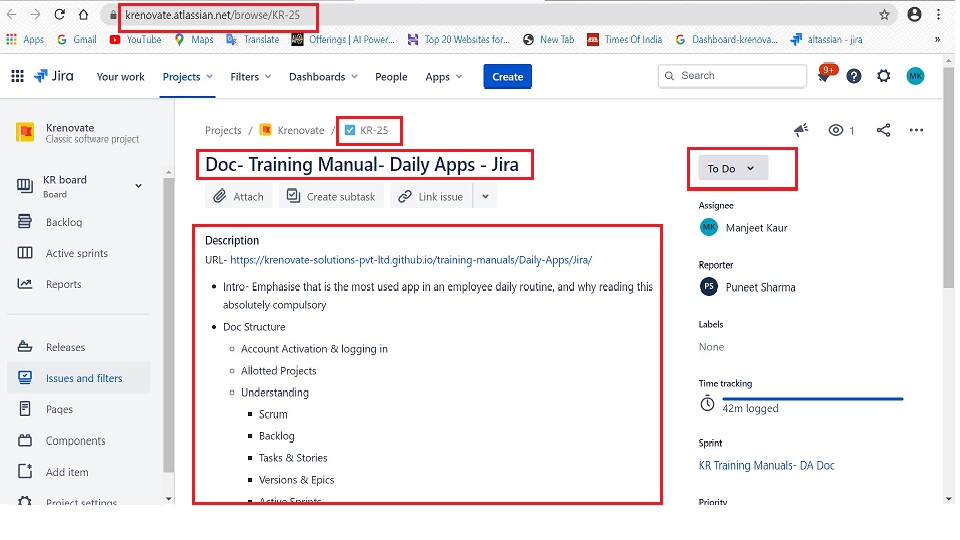 krenovate.atlassian.net/browse/KR-25
Apps
Gmail
YouTube
Maps
Translate
Offerings | AI Power...
Top 20 Websites for...
New Tab
Times Of India
Dashboard-krenova...
altassian - jira
»
Jira
Your work
Projects
Filters
Dashboards
People
Apps
Create
Search
9+
?
MK
Krenovate
Classic software project
KR board
Board
Backlog
Active sprints
Reports
Releases
Issues and filters
Pages
Components
Add item
Project settings
Projects / Krenovate / KR-25
1
Doc- Training Manual- Daily Apps - Jira
Attach
Create subtask
Link issue
Description
URL- https://krenovate-solutions-pvt-ltd.github.io/training-manuals/Daily-Apps/Jira/
• Intro- Emphasise that is the most used app in an employee daily routine, and why reading this
absolutely compulsory
• Doc Structure
○ Account Activation & logging in
○ Allotted Projects
○ Understanding
▪ Scrum
▪ Backlog
▪ Tasks & Stories
▪ Versions & Epics
▪ Active Sprints
To Do
Assignee
MK Manjeet Kaur
Reporter
PS Puneet Sharma
Labels
None
Time tracking
42m logged
Sprint
KR Training Manuals- DA Doc
Priority